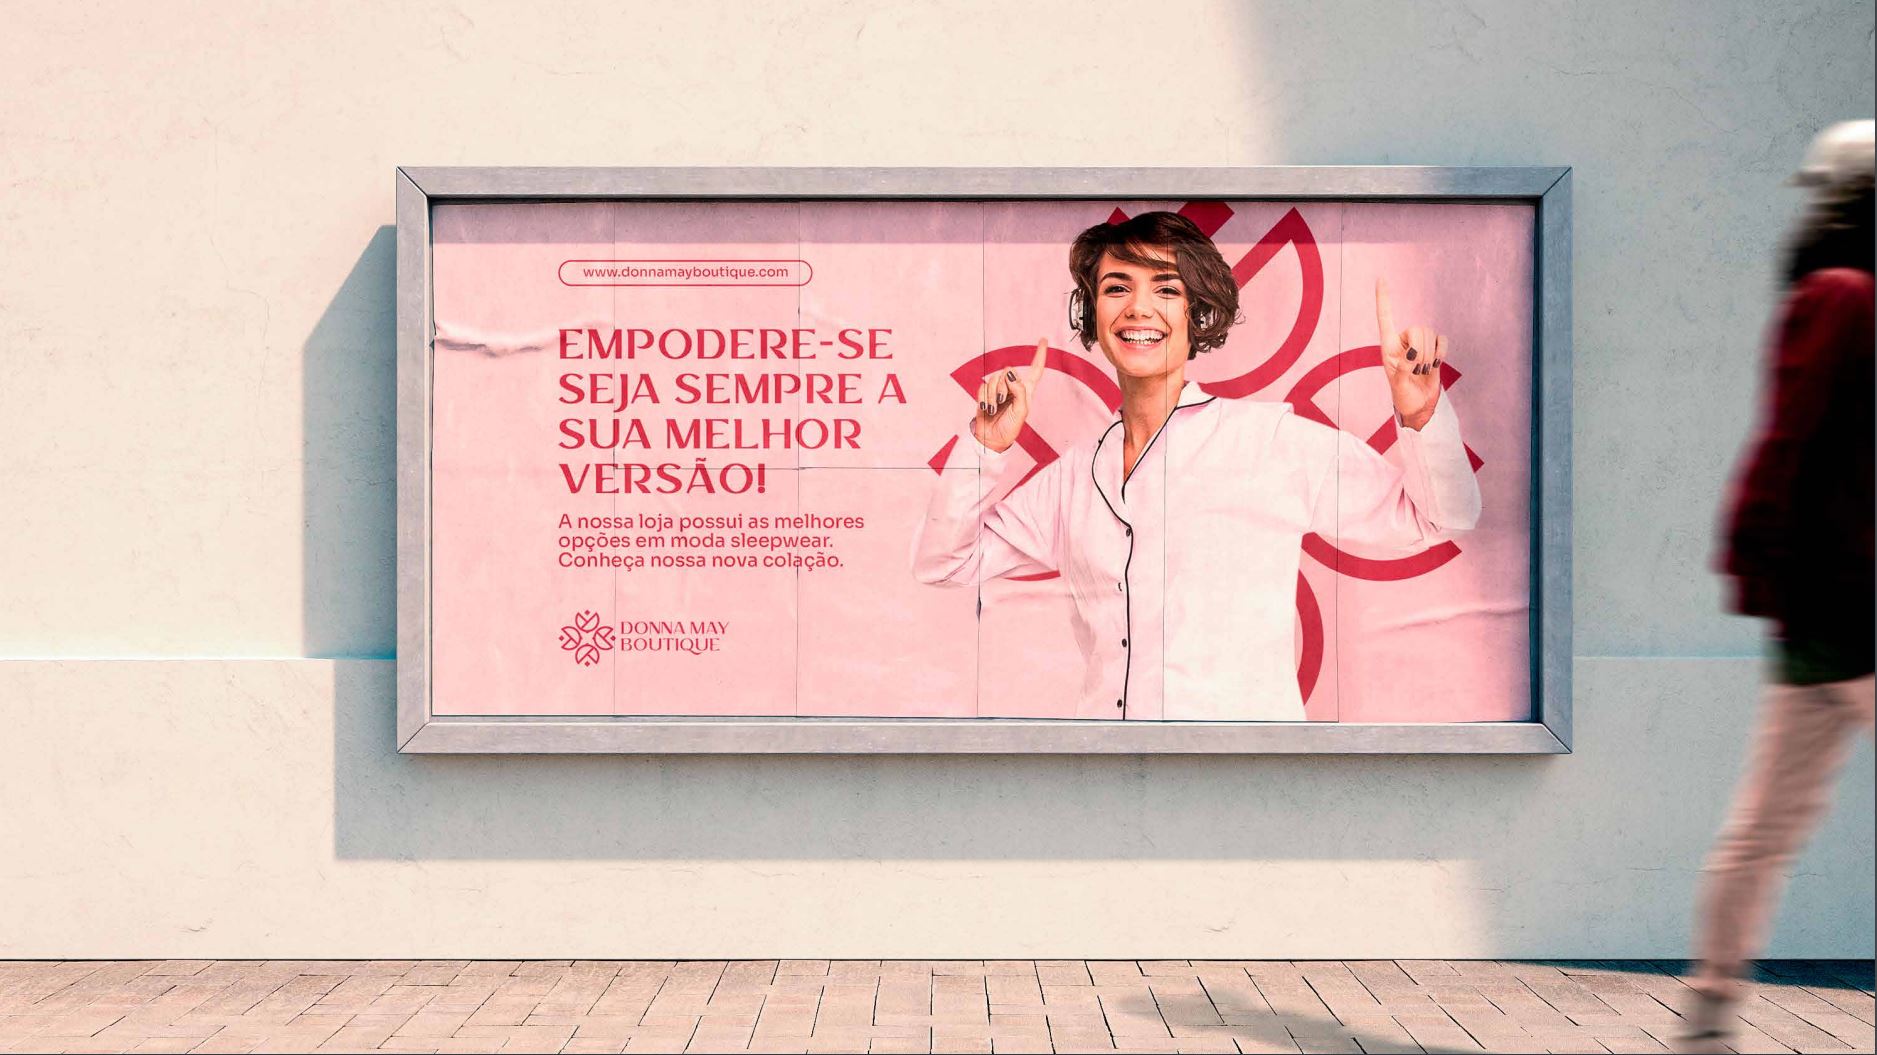 www.donnamayboutique.com
EMPODERE-SE
SEJA SEMPRE A
SUA MELHOR
VERSÃO!
A nossa loja possui as melhores
opções em moda sleepwear.
Conheça nossa nova colação.
DONNA MAY
BOUTIQUE